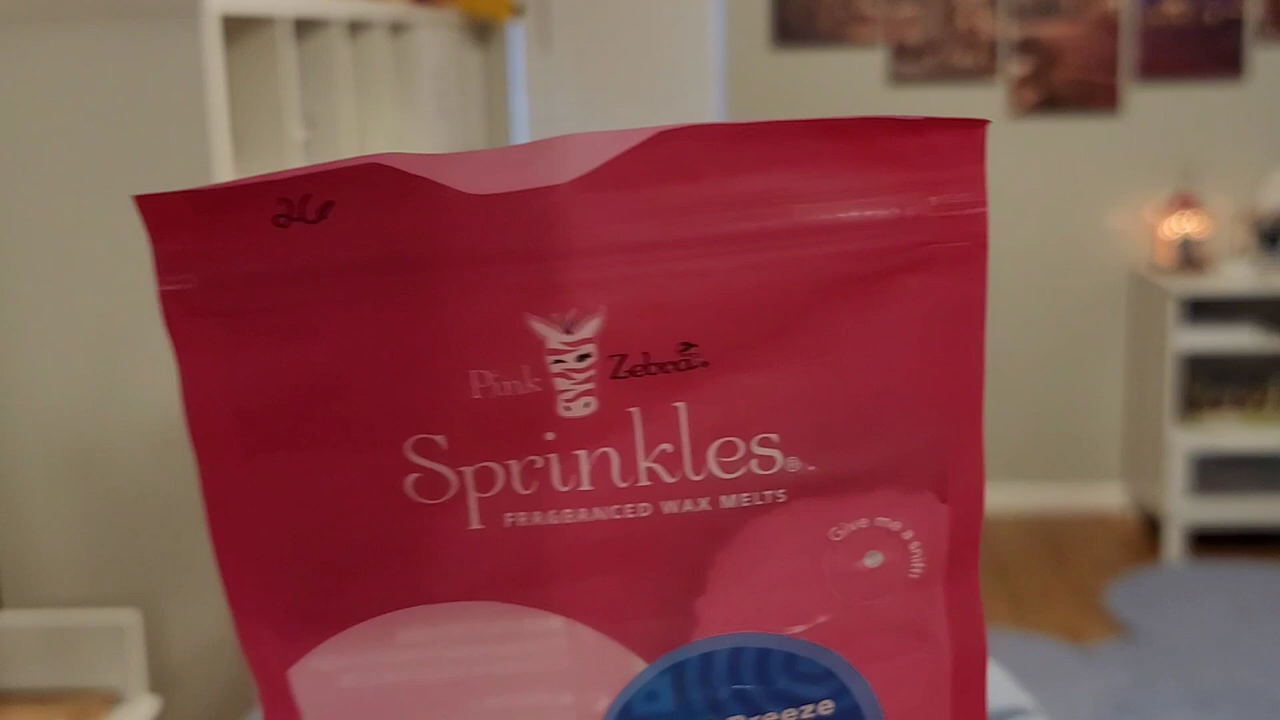 26
Pink Zebra
Sprinkles®
FRAGRANCED WAX MELTS
Give me a sniff!
Breeze